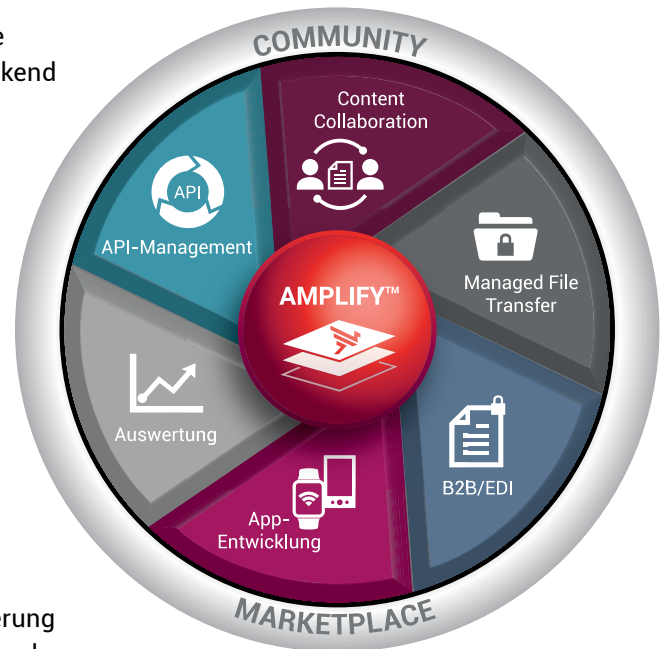 COMMUNITY
Content
Collaboration
API
API-Management
Managed File
Transfer
AMPLIFY™
Auswertung
B2B/EDI
App-
Entwicklung
MARKETPLACE